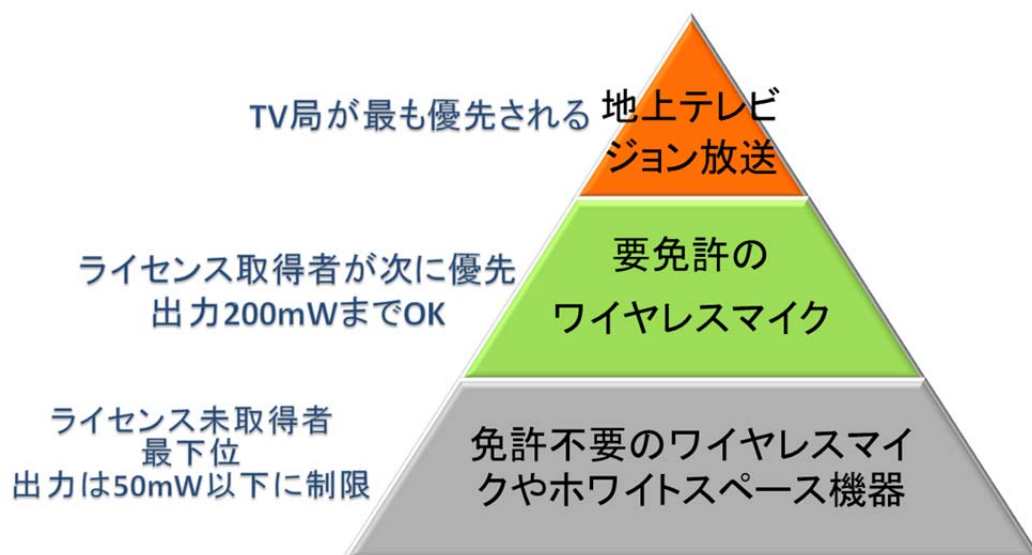 TV局が最も優先される
地上テレビ
ジョン放送
ライセンス取得者が次に優先
出力200mWまでOK
要免許の
ワイヤレスマイク
ライセンス未取得者
最下位
出力は50mW以下に制限
免許不要のワイヤレスマイ
クやホワイトスペース機器